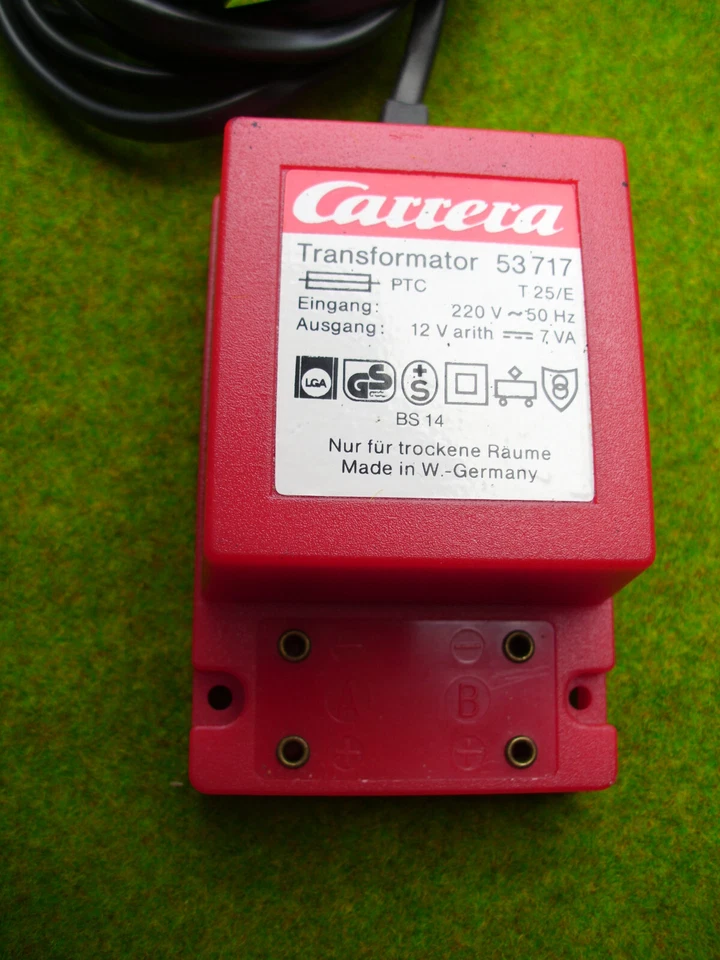 Carrera
Transformator 53 717
PTC T 25/E
Eingang: 220 V ~ 50 Hz
Ausgang: 12 V arith ⎓ 7 VA
LGA GS +S
BS 14
Nur für trockene Räume
Made in W.-Germany
− −
A B
+ +